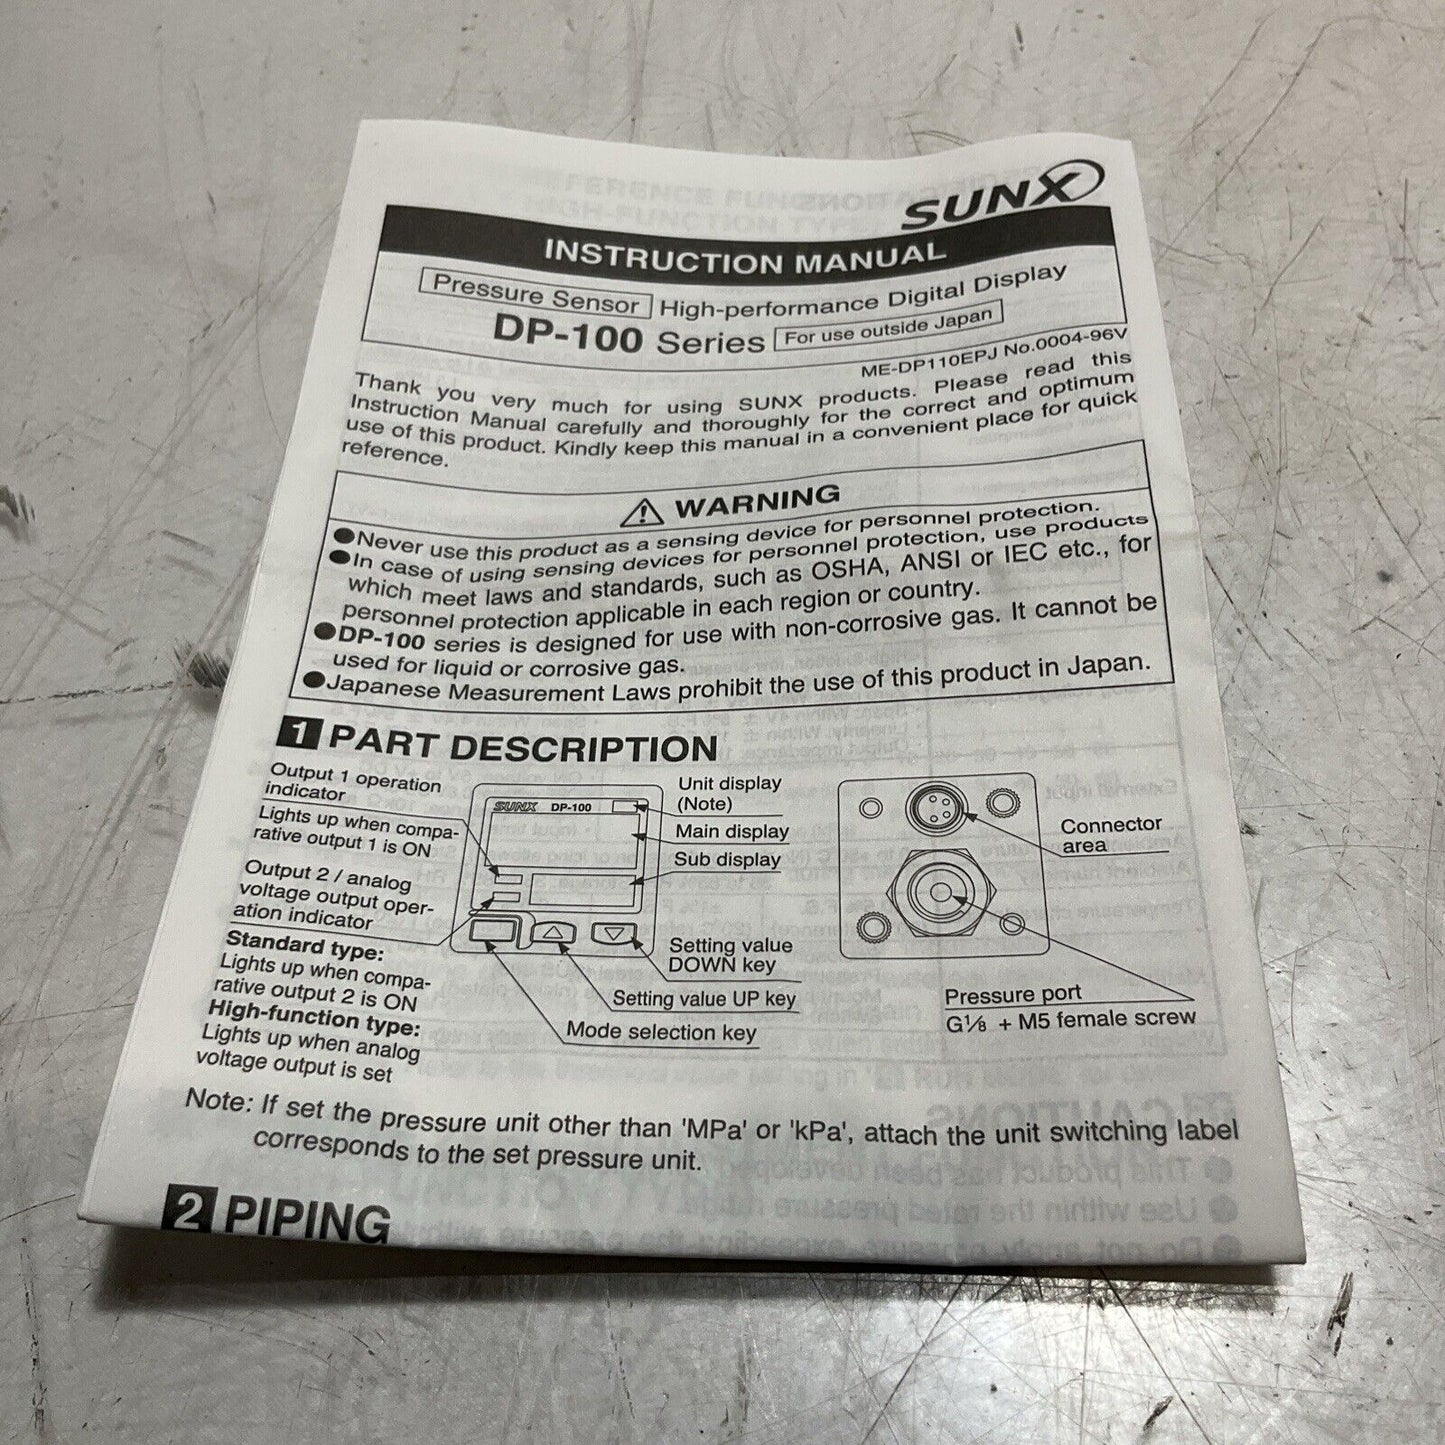 SUNX
INSTRUCTION MANUAL
Pressure Sensor High-performance Digital Display
DP-100 Series For use outside Japan
ME-DP110EPJ No.0004-96V
Thank you very much for using SUNX products. Please read this
Instruction Manual carefully and thoroughly for the correct and optimum
use of this product. Kindly keep this manual in a convenient place for quick
reference.
⚠ WARNING
●Never use this product as a sensing device for personnel protection.
●In case of using sensing devices for personnel protection, use products
which meet laws and standards, such as OSHA, ANSI or IEC etc., for
personnel protection applicable in each region or country.
●DP-100 series is designed for use with non-corrosive gas. It cannot be
used for liquid or corrosive gas.
●Japanese Measurement Laws prohibit the use of this product in Japan.
1 PART DESCRIPTION
Output 1 operation
indicator
Lights up when compa-
rative output 1 is ON
Output 2 / analog
voltage output oper-
ation indicator
Standard type:
Lights up when compa-
rative output 2 is ON
High-function type:
Lights up when analog
voltage output is set
SUNX DP-100
Unit display
(Note)
Main display
Sub display
Setting value
DOWN key
Setting value UP key
Mode selection key
Connector
area
Pressure port
G1/8 + M5 female screw
Note: If set the pressure unit other than 'MPa' or 'kPa', attach the unit switching label
corresponds to the set pressure unit.
2 PIPING